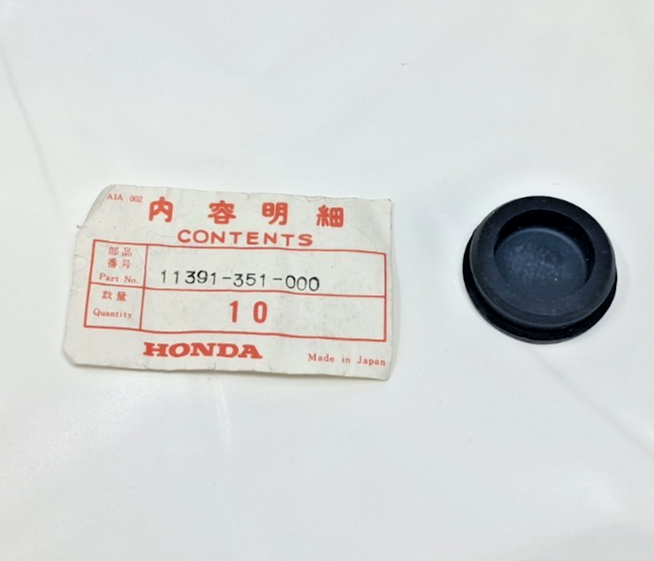 AIA 002
内容明細
CONTENTS
部品
番号
Part No.
11391-351-000
数量
Quantity
10
HONDA
Made in Japan